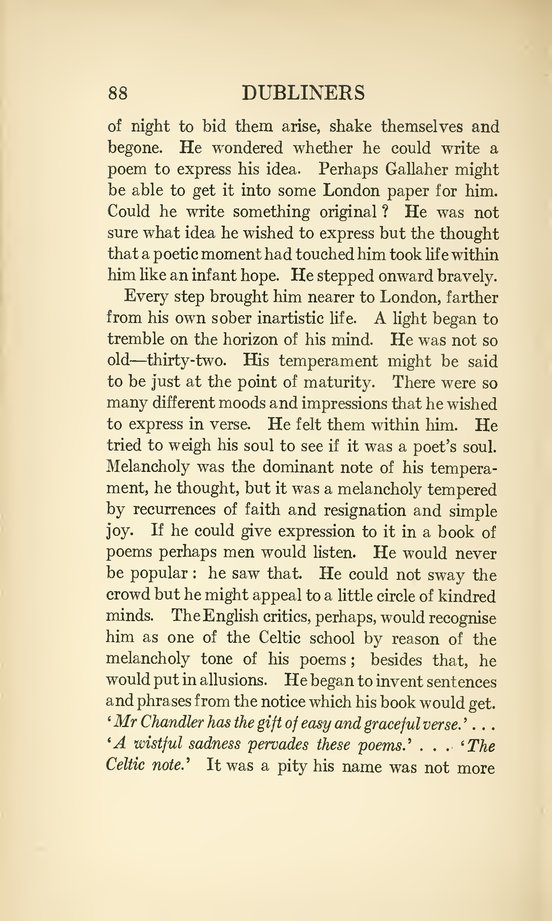 88 DUBLINERS
of night to bid them arise, shake themselves and
begone. He wondered whether he could write a
poem to express his idea. Perhaps Gallaher might
be able to get it into some London paper for him.
Could he write something original ? He was not
sure what idea he wished to express but the thought
that a poetic moment had touched him took life within
him like an infant hope. He stepped onward bravely.
Every step brought him nearer to London, farther
from his own sober inartistic life. A light began to
tremble on the horizon of his mind. He was not so
old—thirty-two. His temperament might be said
to be just at the point of maturity. There were so
many different moods and impressions that he wished
to express in verse. He felt them within him. He
tried to weigh his soul to see if it was a poet's soul.
Melancholy was the dominant note of his tempera-
ment, he thought, but it was a melancholy tempered
by recurrences of faith and resignation and simple
joy. If he could give expression to it in a book of
poems perhaps men would listen. He would never
be popular : he saw that. He could not sway the
crowd but he might appeal to a little circle of kindred
minds. The English critics, perhaps, would recognise
him as one of the Celtic school by reason of the
melancholy tone of his poems ; besides that, he
would put in allusions. He began to invent sentences
and phrases from the notice which his book would get.
‘Mr Chandler has the gift of easy and graceful verse.’ . . .
‘A wistful sadness pervades these poems.’ . . . ‘The
Celtic note.’ It was a pity his name was not more